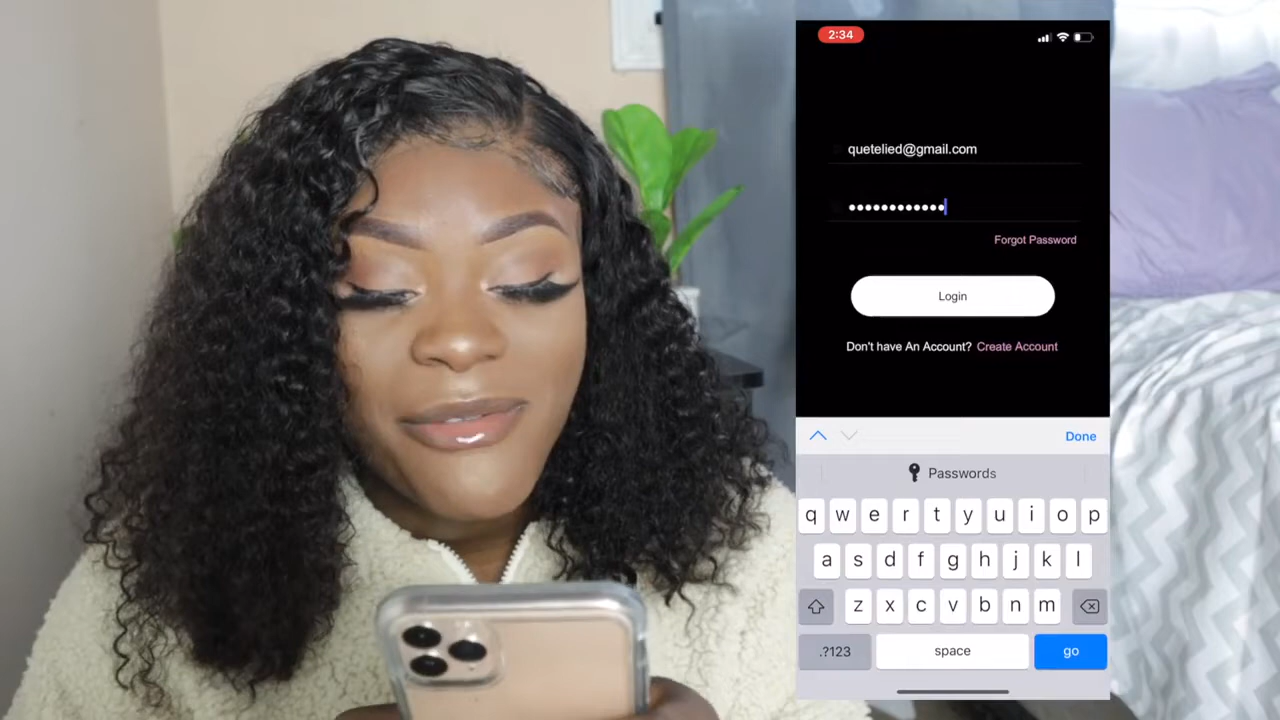 2:34
quetelied@gmail.com
••••••••••••
Forgot Password
Login
Don't have An Account? Create Account
Done
Passwords
q w e r t y u i o p
a s d f g h j k l
z x c v b n m
.?123 space go